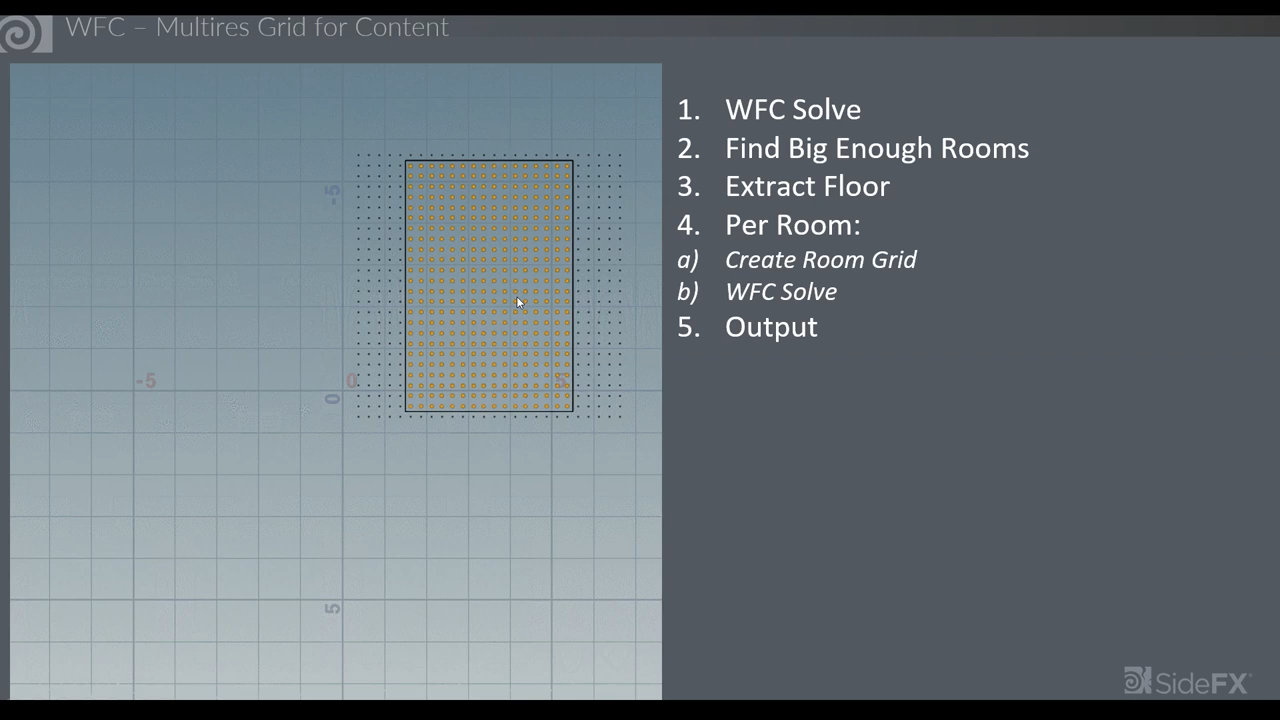 WFC – Multires Grid for Content
1. WFC Solve
2. Find Big Enough Rooms
3. Extract Floor
4. Per Room:
a) Create Room Grid
b) WFC Solve
5. Output
-5
-5
0
5
0
5
SideFX